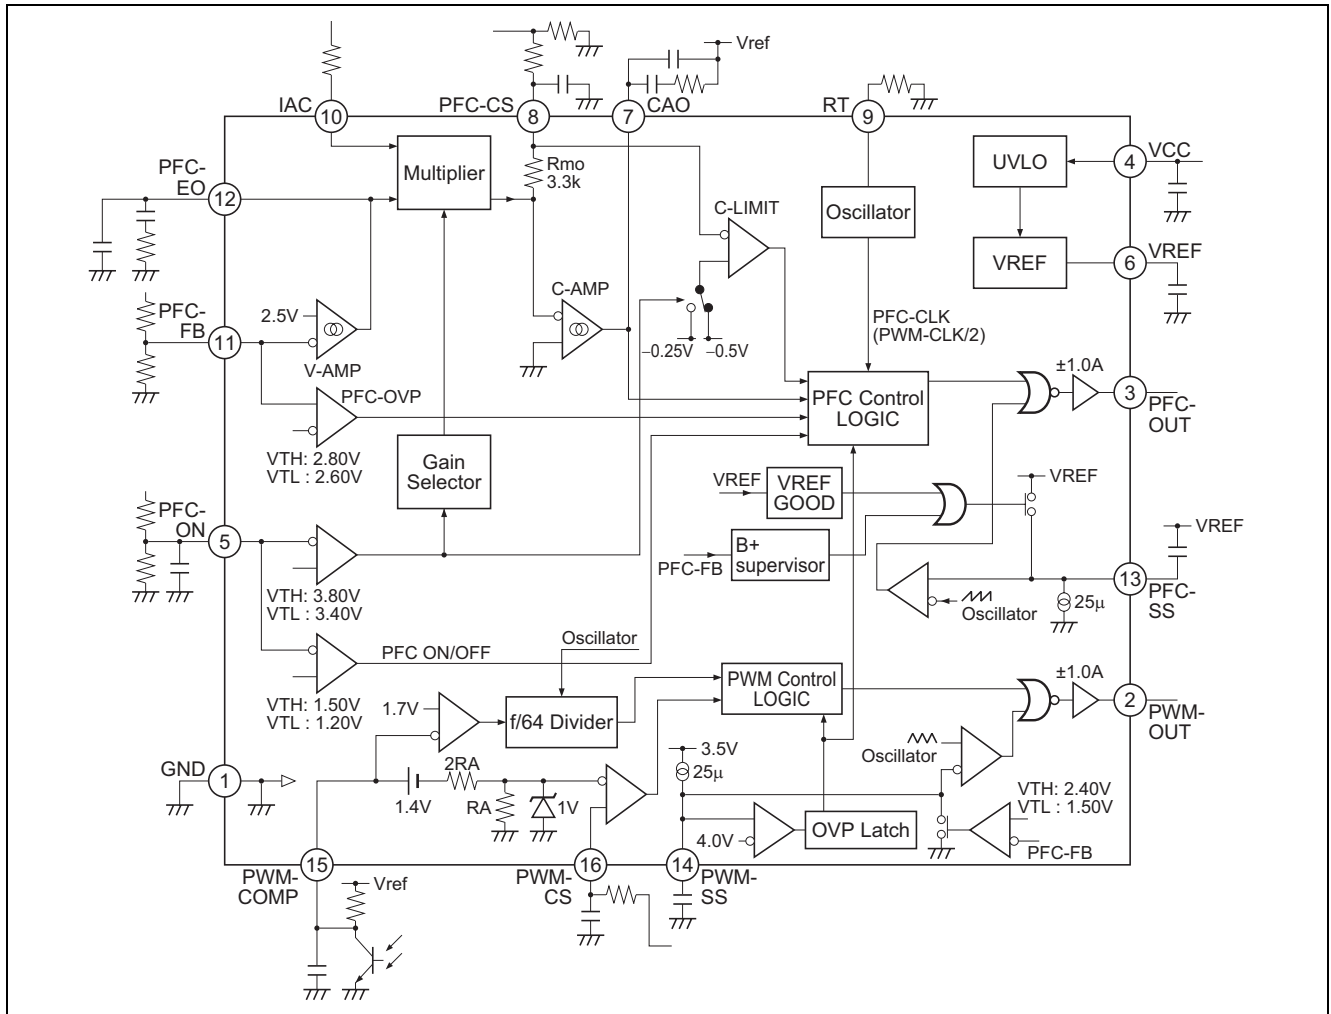 Vref
IAC
PFC-CS
CAO
RT
10
8
7
9
PFC-
EO
12
Multiplier
Rmo
3.3k
UVLO
4
VCC
C-LIMIT
Oscillator
VREF
6
VREF
PFC-
FB
11
2.5V
V-AMP
C-AMP
–0.25V
–0.5V
PFC-CLK
(PWM-CLK/2)
PFC-OVP
VTH: 2.80V
VTL : 2.60V
Gain
Selector
PFC Control
LOGIC
±1.0A
3
PFC-
OUT
VREF
VREF
GOOD
VREF
PFC-FB
B+
supervisor
PFC-
ON
5
VTH: 3.80V
VTL : 3.40V
VREF
13
PFC-
SS
25μ
Oscillator
PFC ON/OFF
VTH: 1.50V
VTL : 1.20V
Oscillator
1.7V
f/64 Divider
PWM Control
LOGIC
±1.0A
2
PWM-
OUT
Oscillator
3.5V
25μ
GND
1
1.4V
2RA
RA
1V
4.0V
OVP Latch
VTH: 2.40V
VTL : 1.50V
PFC-FB
15
PWM-
COMP
16
PWM-
CS
14
PWM-
SS
Vref